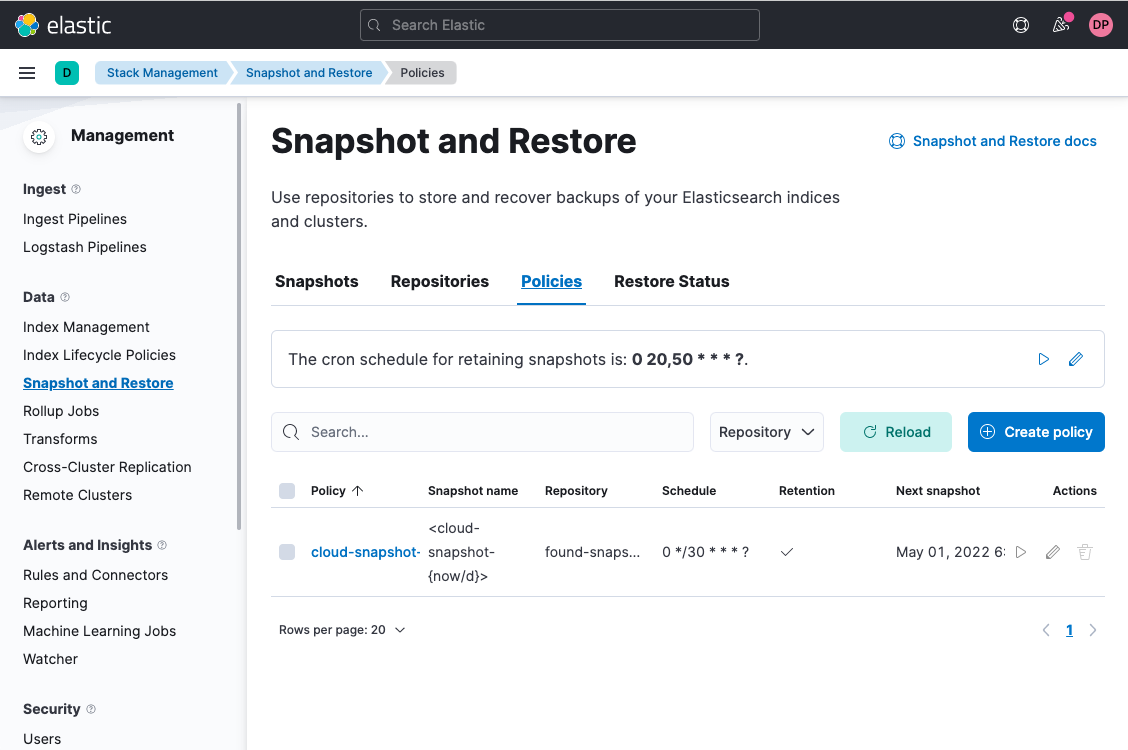 elastic
Search Elastic
DP
D
Stack Management
Snapshot and Restore
Policies
Management
Ingest
Ingest Pipelines
Logstash Pipelines
Data
Index Management
Index Lifecycle Policies
Snapshot and Restore
Rollup Jobs
Transforms
Cross-Cluster Replication
Remote Clusters
Alerts and Insights
Rules and Connectors
Reporting
Machine Learning Jobs
Watcher
Security
Users
Snapshot and Restore
Snapshot and Restore docs
Use repositories to store and recover backups of your Elasticsearch indices
and clusters.
Snapshots
Repositories
Policies
Restore Status
The cron schedule for retaining snapshots is: 0 20,50 * * * ?.
Search...
Repository
Reload
Create policy
Policy
Snapshot name
Repository
Schedule
Retention
Next snapshot
Actions
cloud-snapshot-
<cloud-
snapshot-
{now/d}>
found-snaps...
0 */30 * * * ?
May 01, 2022 6:
Rows per page: 20
1